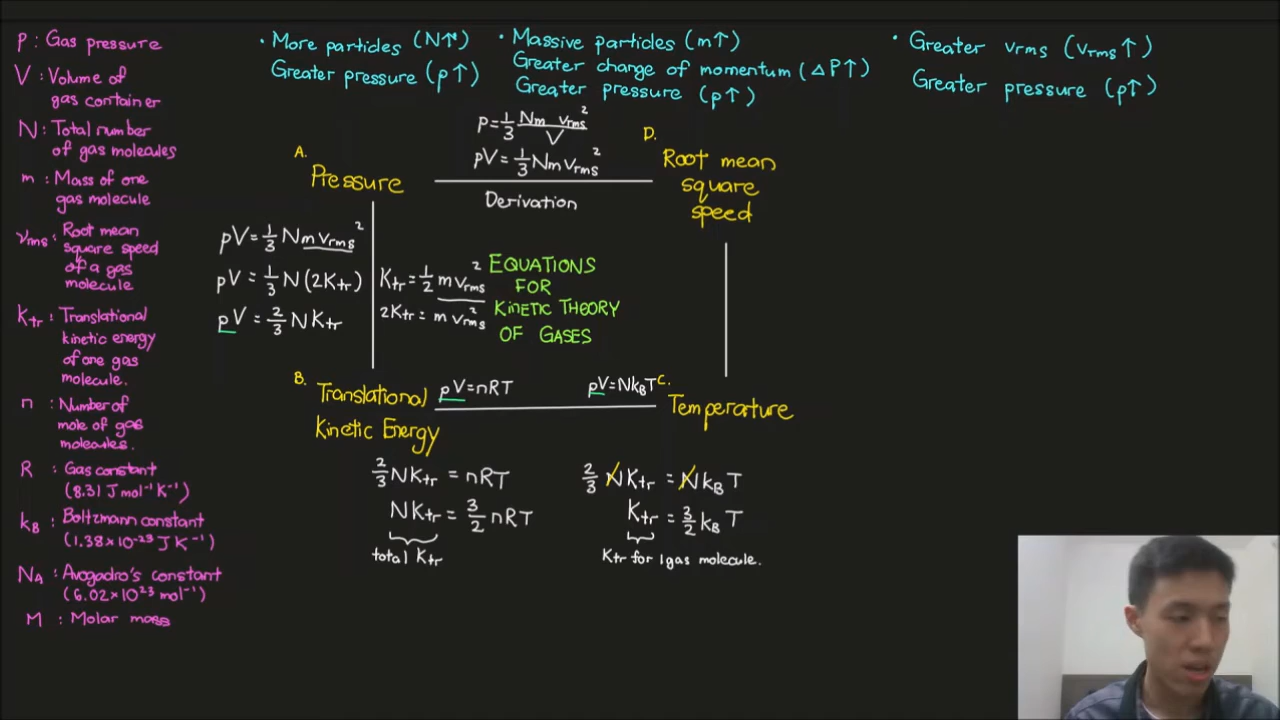 P : Gas pressure
V : Volume of
gas container
N : Total number
of gas molecules
m : Mass of one
gas molecule
Vrms : Root mean
square speed
of a gas
molecule
Ktr : Translational
kinetic energy
of one gas
molecule.
n : Number of
mole of gas
molecules.
R : Gas constant
(8.31 J mol⁻¹ K⁻¹)
kB : Boltzmann constant
(1.38×10⁻²³ J K⁻¹)
NA : Avogadro's constant
(6.02×10²³ mol⁻¹)
M : Molar mass
• More particles (N↑)
Greater pressure (p↑)
• Massive particles (m↑)
Greater change of momentum (ΔP↑)
Greater pressure (p↑)
• Greater vrms (vrms↑)
Greater pressure (p↑)
P = 1/3 Nm vrms²/V
pV = 1/3 Nm vrms²
Derivation
A.
Pressure
D.
Root mean
square
speed
pV = 1/3 N m vrms²
pV = 1/3 N (2Ktr)
pV = 2/3 N Ktr
Ktr = 1/2 m vrms²
2Ktr = m vrms²
EQUATIONS
FOR
KINETIC THEORY
OF GASES
B.
Translational
Kinetic Energy
pV = nRT
pV = NkBT
C.
Temperature
2/3 N Ktr = nRT
N Ktr = 3/2 nRT
total Ktr
2/3 N Ktr = N kB T
Ktr = 3/2 kB T
Ktr for 1 gas molecule.